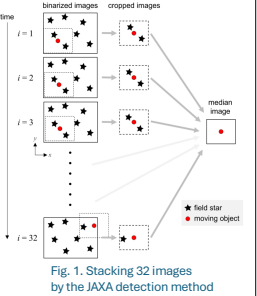 binarized images
cropped images
time
i = 1
i = 2
i = 3
median
image
y
x
field star
moving object
i = 32
Fig. 1. Stacking 32 images
by the JAXA detection method